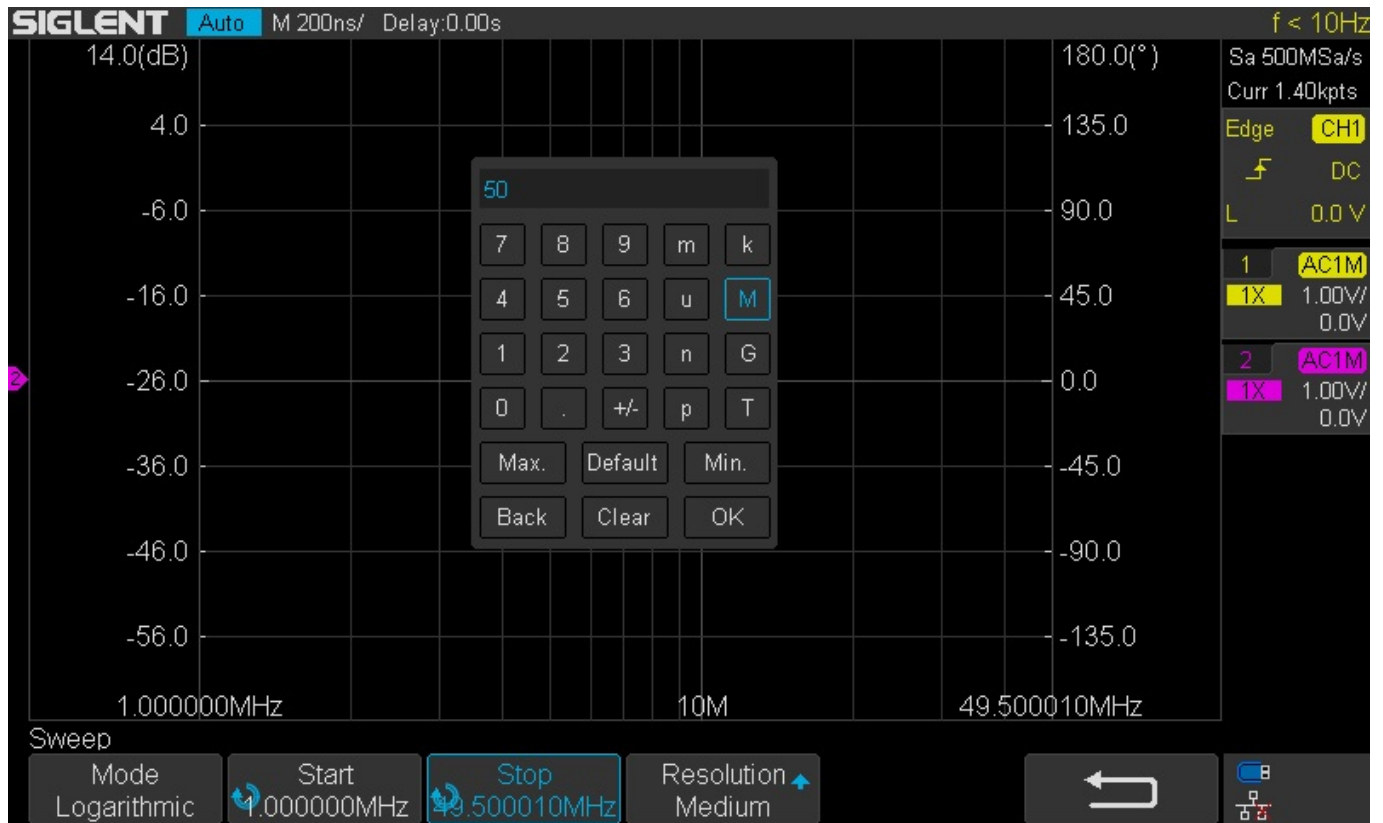 SIGLENT Auto M 200ns/ Delay:0.00s f < 10Hz
14.0(dB) 180.0(°) Sa 500MSa/s
Curr 1.40kpts
4.0 135.0 Edge CH1
DC
50
-6.0 90.0 L 0.0 V
7 8 9 m k
1 AC1M
-16.0 4 5 6 u M 45.0 1X 1.00V/
0.0V
1 2 3 n G
2 AC1M
2 -26.0 0.0 1X 1.00V/
0 . +/- p T 0.0V
-36.0 Max. Default Min. -45.0
Back Clear OK
-46.0 -90.0
-56.0 -135.0
1.000000MHz 10M 49.500010MHz
Sweep
Mode Start Stop Resolution
Logarithmic 1.000000MHz 49.500010MHz Medium